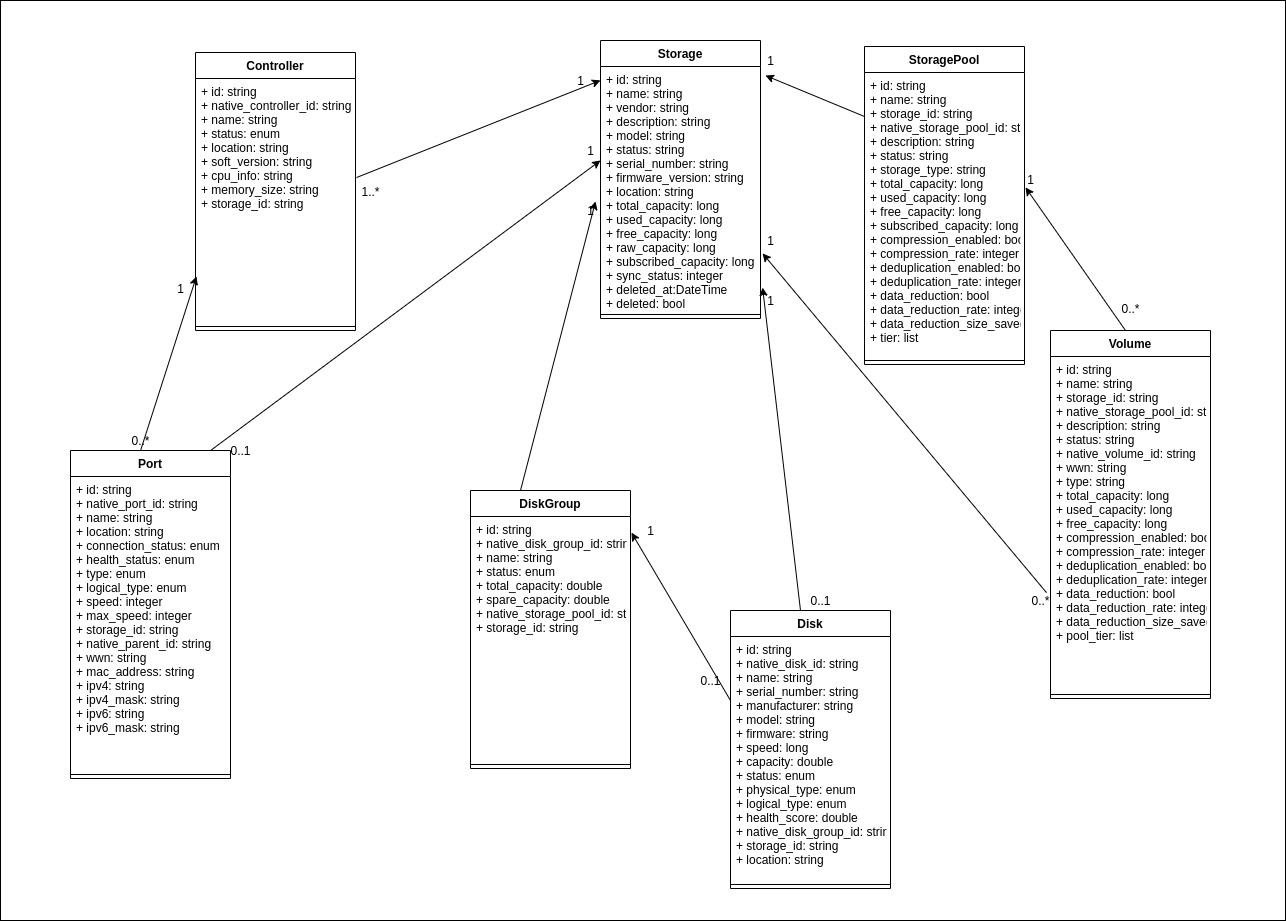 Controller
+ id: string
+ native_controller_id: string
+ name: string
+ status: enum
+ location: string
+ soft_version: string
+ cpu_info: string
+ memory_size: string
+ storage_id: string
1
1..*
1
0..*
Storage
+ id: string
+ name: string
+ vendor: string
+ description: string
+ model: string
+ status: string
+ serial_number: string
+ firmware_version: string
+ location: string
+ total_capacity: long
+ used_capacity: long
+ free_capacity: long
+ raw_capacity: long
+ subscribed_capacity: long
+ sync_status: integer
+ deleted_at:DateTime
+ deleted: bool
1
1
1
1
1
StoragePool
+ id: string
+ name: string
+ storage_id: string
+ native_storage_pool_id: st
+ description: string
+ status: string
+ storage_type: string
+ total_capacity: long
+ used_capacity: long
+ free_capacity: long
+ subscribed_capacity: long
+ compression_enabled: boo
+ compression_rate: integer
+ deduplication_enabled: bo
+ deduplication_rate: integer
+ data_reduction: bool
+ data_reduction_rate: integ
+ data_reduction_size_save
+ tier: list
1
0..*
Volume
+ id: string
+ name: string
+ storage_id: string
+ native_storage_pool_id: st
+ description: string
+ status: string
+ native_volume_id: string
+ wwn: string
+ type: string
+ total_capacity: long
+ used_capacity: long
+ free_capacity: long
+ compression_enabled: boo
+ compression_rate: integer
+ deduplication_enabled: bo
+ deduplication_rate: integer
+ data_reduction: bool
+ data_reduction_rate: integ
+ data_reduction_size_save
+ pool_tier: list
0..*
0..1
Port
+ id: string
+ native_port_id: string
+ name: string
+ location: string
+ connection_status: enum
+ health_status: enum
+ type: enum
+ logical_type: enum
+ speed: integer
+ max_speed: integer
+ storage_id: string
+ native_parent_id: string
+ wwn: string
+ mac_address: string
+ ipv4: string
+ ipv4_mask: string
+ ipv6: string
+ ipv6_mask: string
DiskGroup
+ id: string
+ native_disk_group_id: strin
+ name: string
+ status: enum
+ total_capacity: double
+ spare_capacity: double
+ native_storage_pool_id: st
+ storage_id: string
1
0..1
0..1
Disk
+ id: string
+ native_disk_id: string
+ name: string
+ serial_number: string
+ manufacturer: string
+ model: string
+ firmware: string
+ speed: long
+ capacity: double
+ status: enum
+ physical_type: enum
+ logical_type: enum
+ health_score: double
+ native_disk_group_id: strir
+ storage_id: string
+ location: string